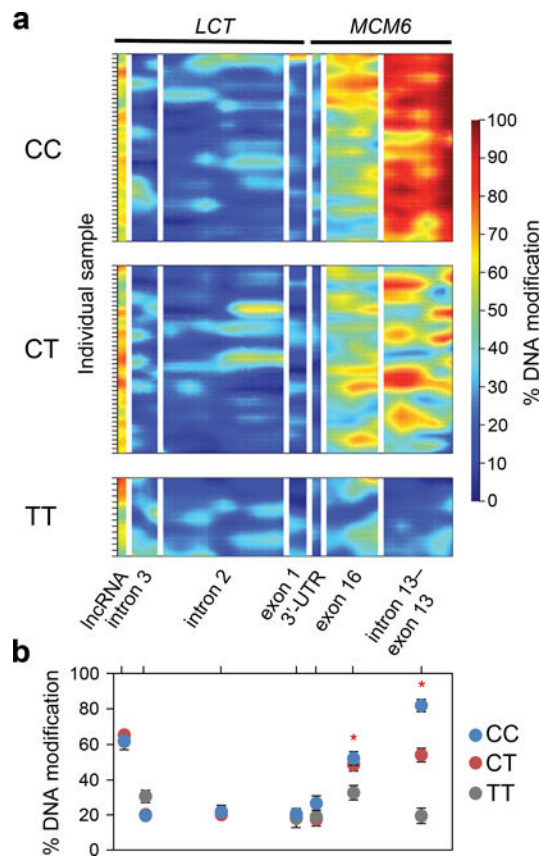 a
LCT MCM6
CC
CT
TT
Individual sample
100
90
80
70
60
50
40
30
20
10
0
% DNA modification
lncRNA
intron 3
intron 2
exon 1
3'-UTR
exon 16
intron 13–
exon 13
b
% DNA modification
100
80
60
40
20
0
*
*
CC
CT
TT